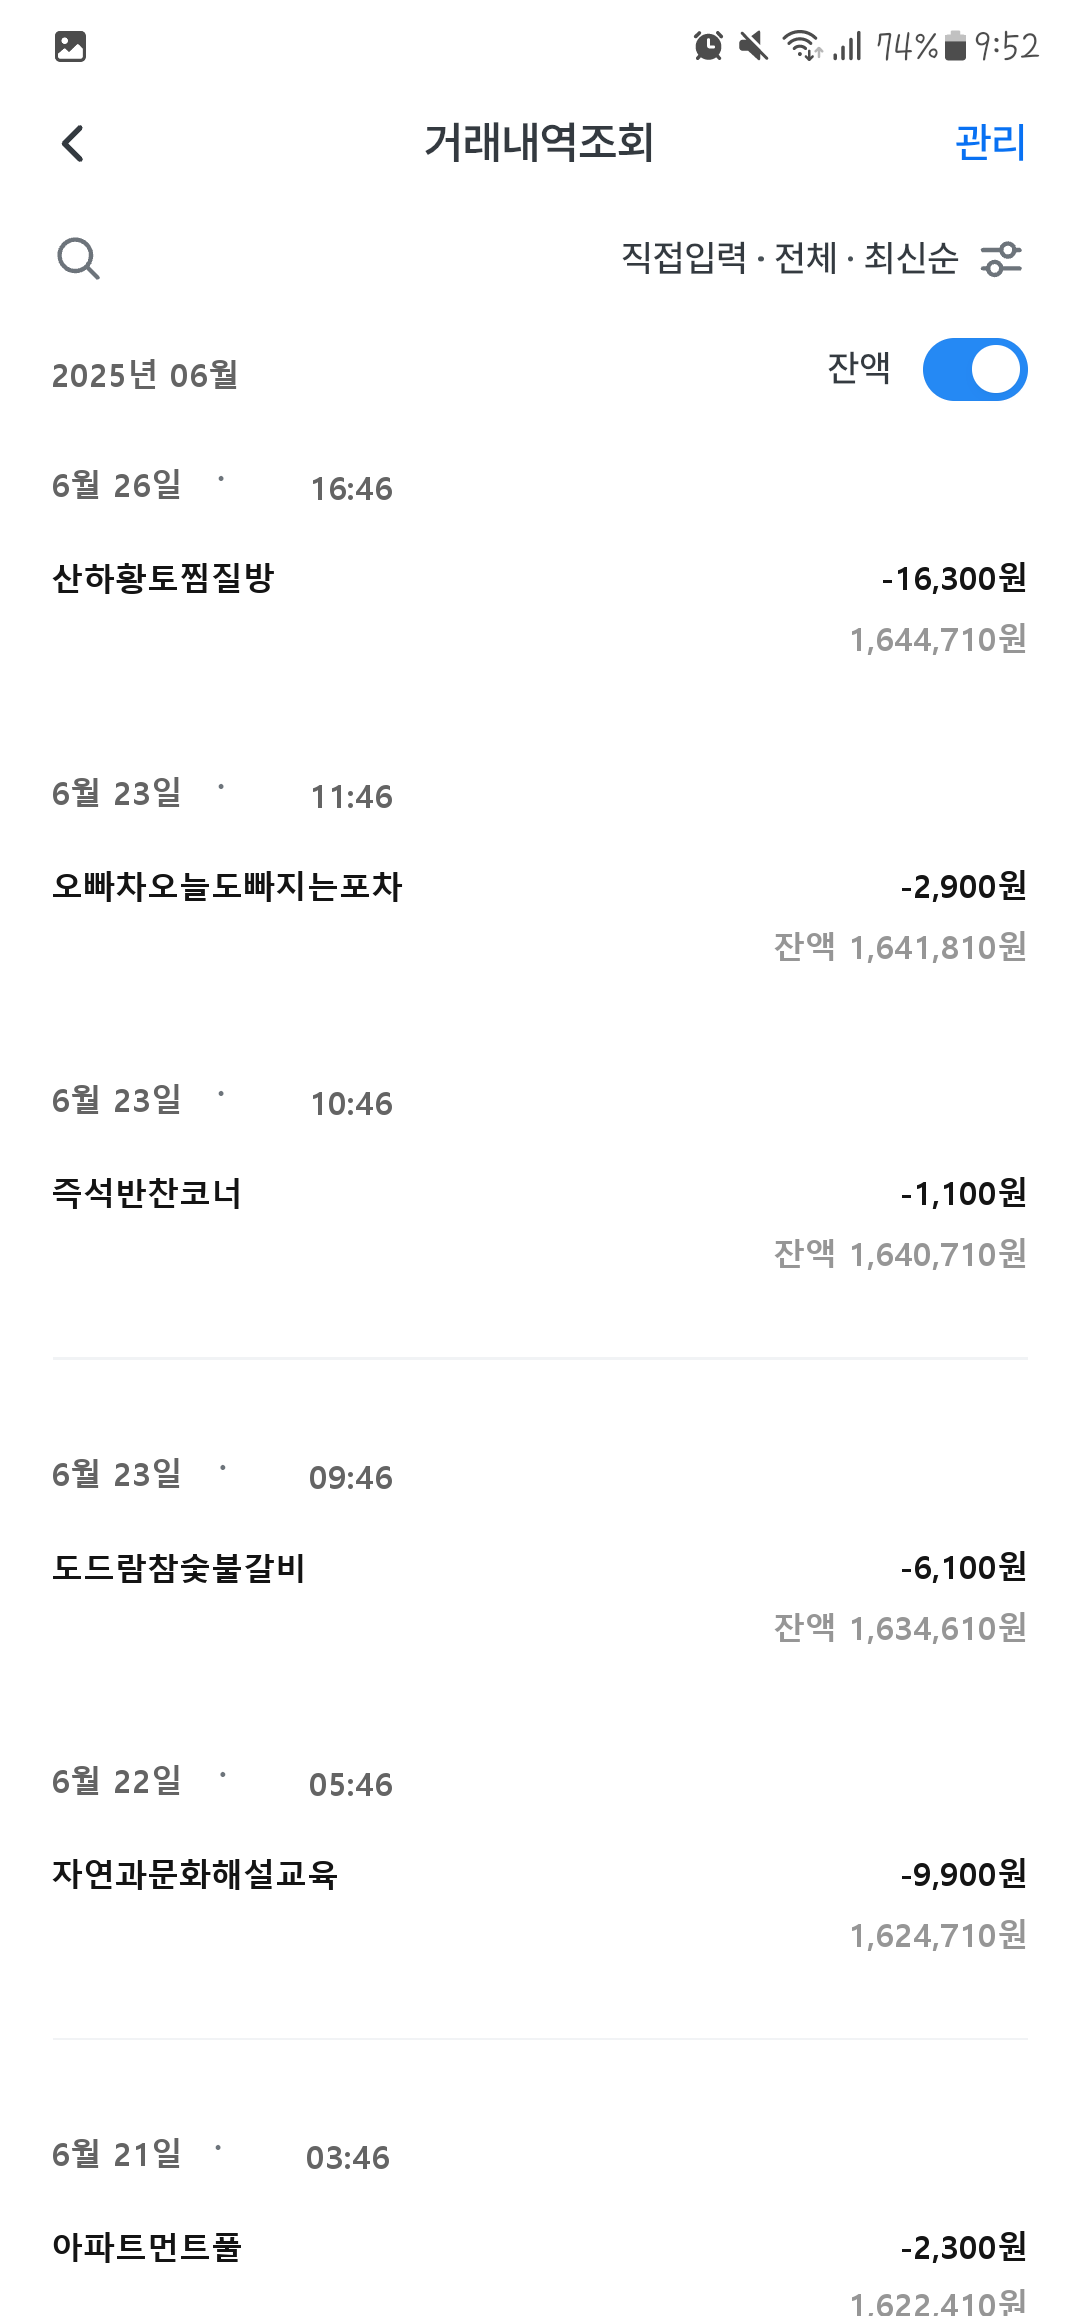 74% 9:52
거래내역조회 관리
직접입력 · 전체 · 최신순
2025년 06월 잔액
6월 26일 · 16:46
산하황토찜질방 -16,300원
1,644,710원
6월 23일 · 11:46
오빠차오늘도빠지는포차 -2,900원
잔액 1,641,810원
6월 23일 · 10:46
즉석반찬코너 -1,100원
잔액 1,640,710원
6월 23일 · 09:46
도드람참숯불갈비 -6,100원
잔액 1,634,610원
6월 22일 · 05:46
자연과문화해설교육 -9,900원
1,624,710원
6월 21일 · 03:46
아파트먼트풀 -2,300원
1,622,410원